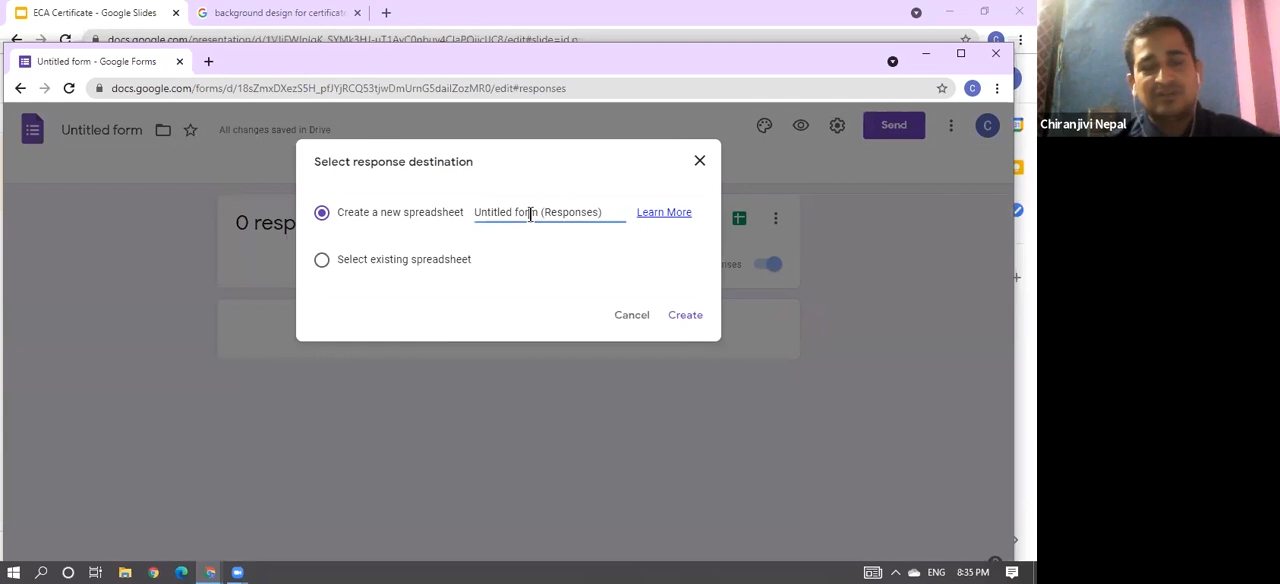 ECA Certificate - Google Slides
background design for certificate
Untitled form - Google Forms
docs.google.com/forms/d/18sZmxDXezS5H_pfJYjRCQ53tjwDmUrnG5dailZozMR0/edit#responses
Untitled form
All changes saved in Drive
Send
C
Select response destination
Create a new spreadsheet
Untitled form (Responses)
Learn More
Select existing spreadsheet
Cancel
Create
0 resp
Chiranjivi Nepal
ENG
8:35 PM